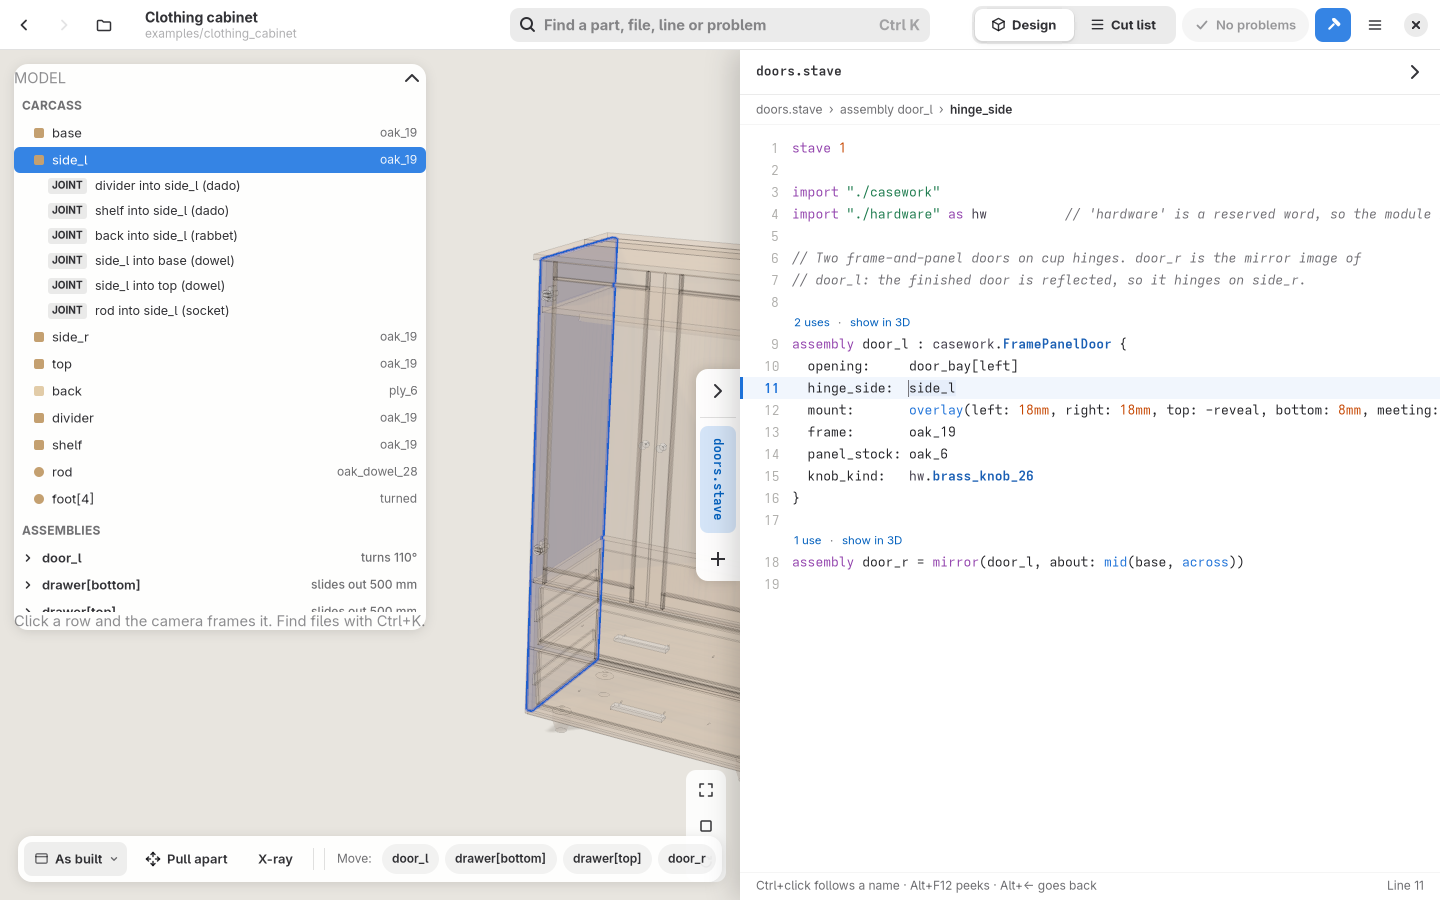 Clothing cabinet
examples/clothing_cabinet
Find a part, file, line or problem
Ctrl K
Design
Cut list
No problems
MODEL
CARCASS
base oak_19
side_l oak_19
JOINT divider into side_l (dado)
JOINT shelf into side_l (dado)
JOINT back into side_l (rabbet)
JOINT side_l into base (dowel)
JOINT side_l into top (dowel)
JOINT rod into side_l (socket)
side_r oak_19
top oak_19
back ply_6
divider oak_19
shelf oak_19
rod oak_dowel_28
foot[4] turned
ASSEMBLIES
door_l turns 110°
drawer[bottom] slides out 500 mm
drawer[top] slides out 500 mm
Click a row and the camera frames it. Find files with Ctrl+K.
doors.stave
As built
Pull apart
X-ray
Move:
door_l
drawer[bottom]
drawer[top]
door_r
doors.stave
doors.stave › assembly door_l › hinge_side
1 stave 1
2
3 import "./casework"
4 import "./hardware" as hw // 'hardware' is a reserved word, so the module
5
6 // Two frame-and-panel doors on cup hinges. door_r is the mirror image of
7 // door_l: the finished door is reflected, so it hinges on side_r.
8
2 uses · show in 3D
9 assembly door_l : casework.FramePanelDoor {
10 opening: door_bay[left]
11 hinge_side: side_l
12 mount: overlay(left: 18mm, right: 18mm, top: -reveal, bottom: 8mm, meeting:
13 frame: oak_19
14 panel_stock: oak_6
15 knob_kind: hw.brass_knob_26
16 }
17
1 use · show in 3D
18 assembly door_r = mirror(door_l, about: mid(base, across))
19
Ctrl+click follows a name · Alt+F12 peeks · Alt+← goes back
Line 11